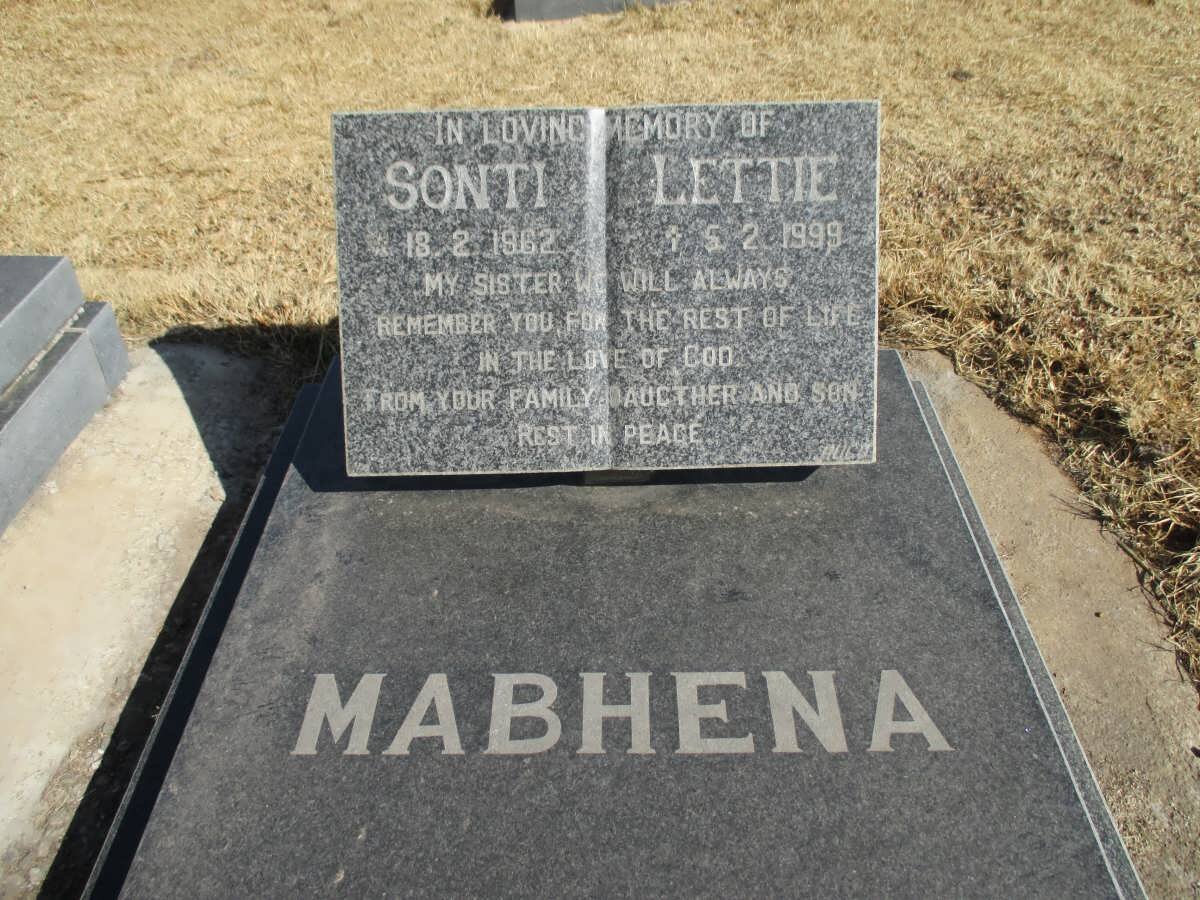 IN LOVING MEMORY OF
SONTI LETTIE
* 18. 2. 1962 † 5. 2. 1999
MY SISTER WE WILL ALWAYS
REMEMBER YOU FOR THE REST OF LIFE
IN THE LOVE OF GOD
FROM YOUR FAMILY DAUGTHER AND SON
REST IN PEACE
MABHENA